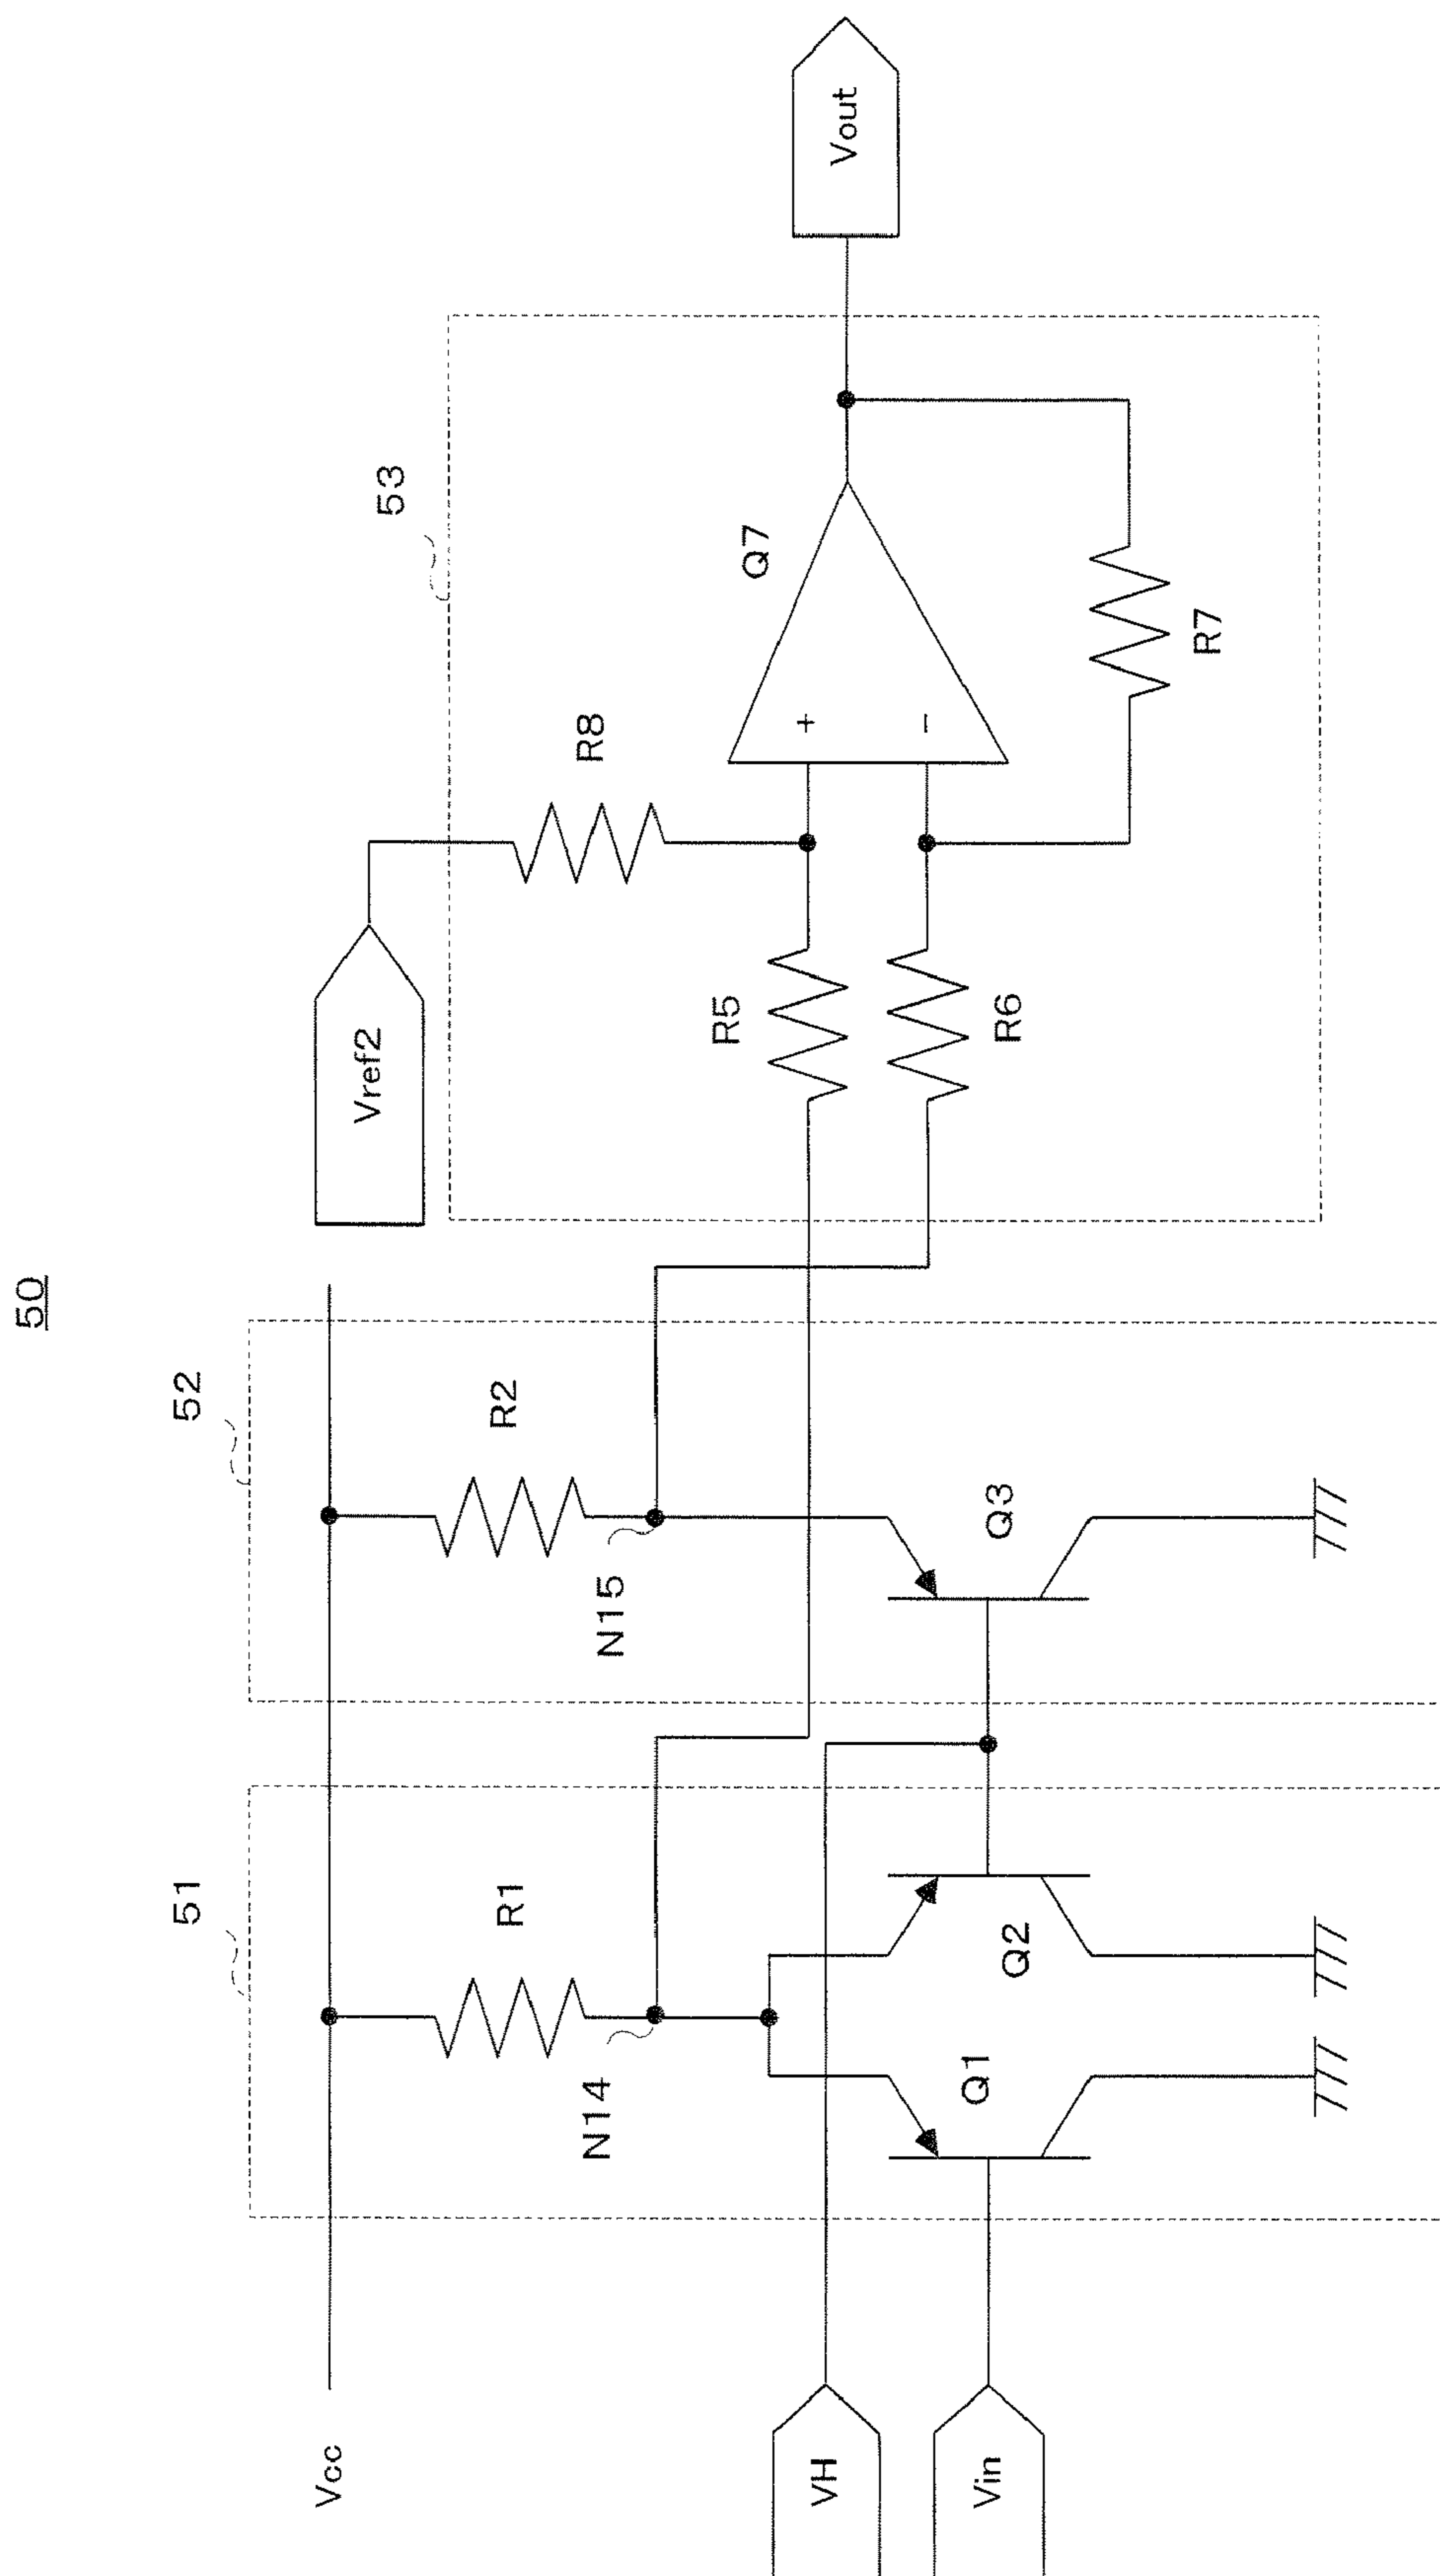 50
51
52
53
Vcc
R1
R2
Vref2
R8
N14
N15
R5
R6
Q7
+
−
R7
Vout
VH
Vin
Q1
Q2
Q3